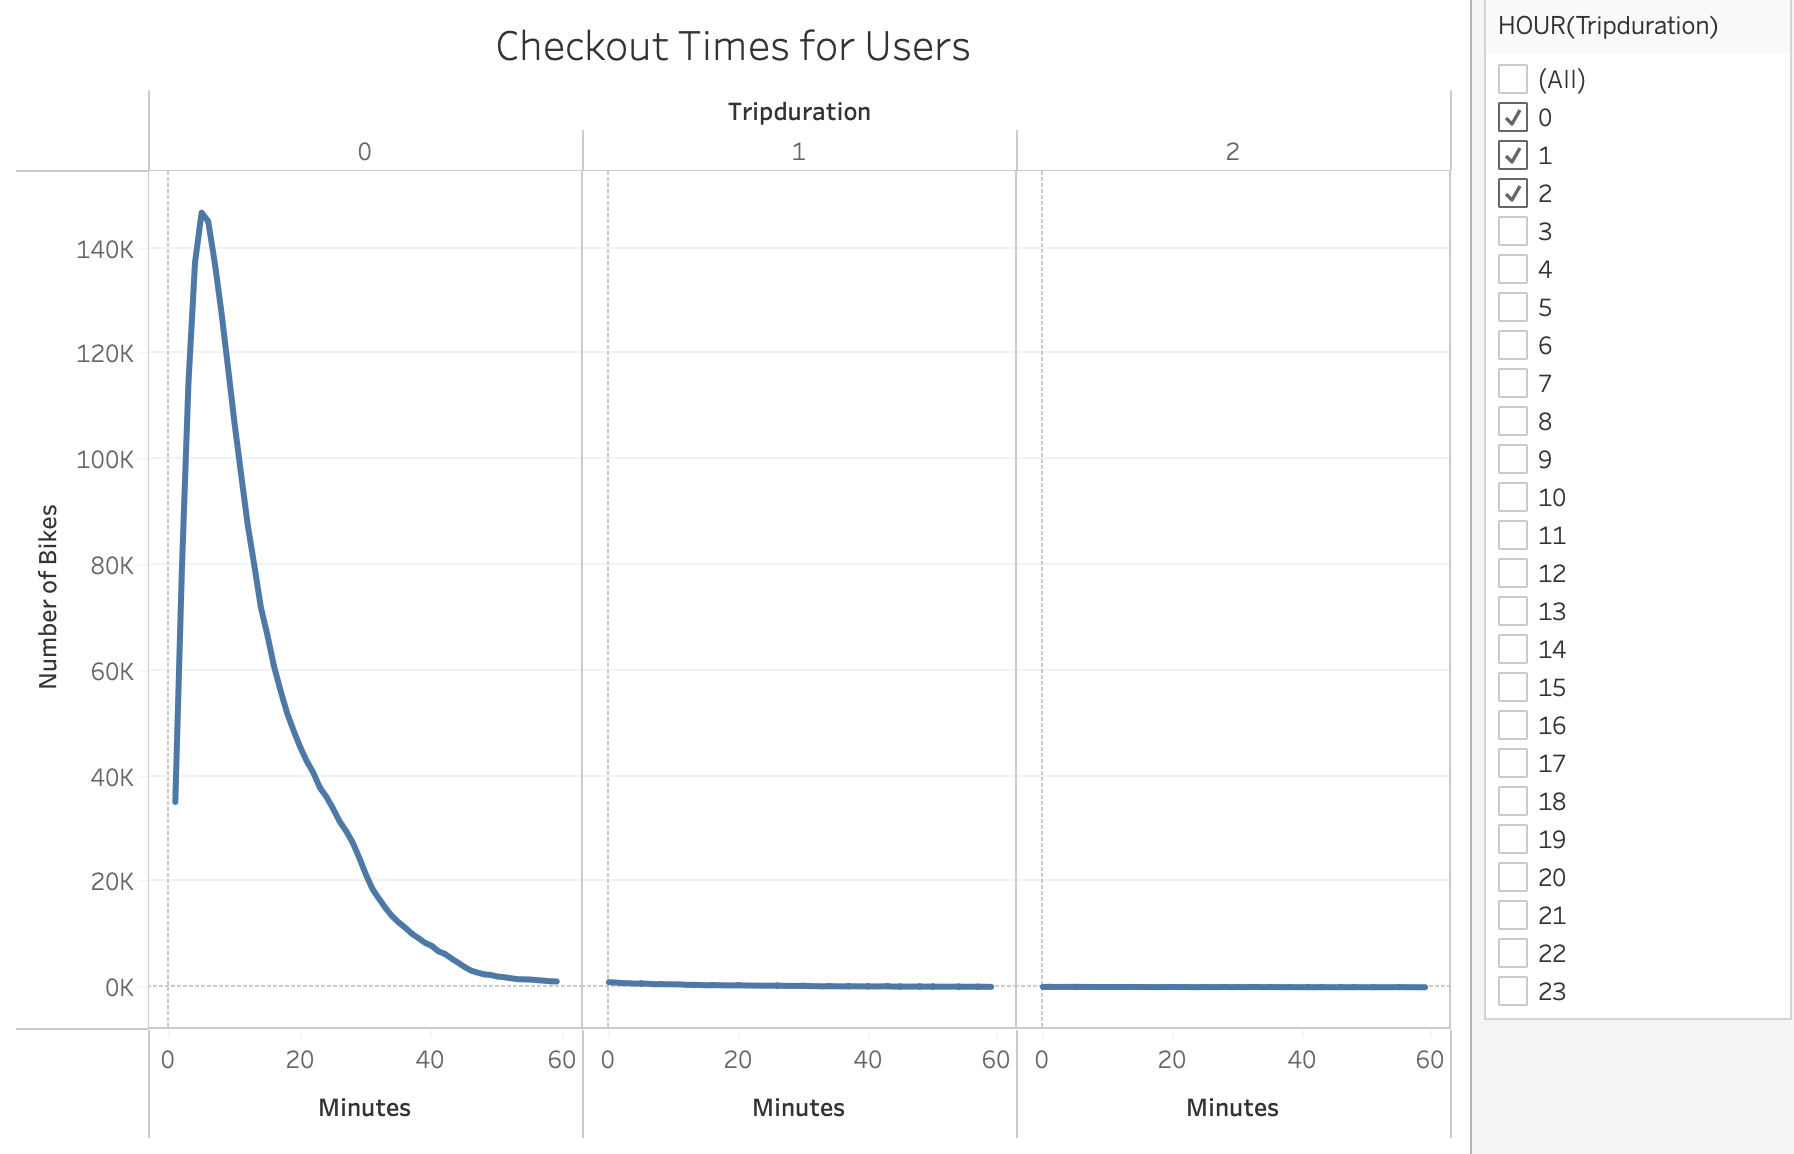 Checkout Times for Users
Tripduration
0 1 2
140K
120K
100K
80K
60K
40K
20K
0K
Number of Bikes
0 20 40 60 0 20 40 60 0 20 40 60
Minutes Minutes Minutes
HOUR(Tripduration)
(All)
0
1
2
3
4
5
6
7
8
9
10
11
12
13
14
15
16
17
18
19
20
21
22
23